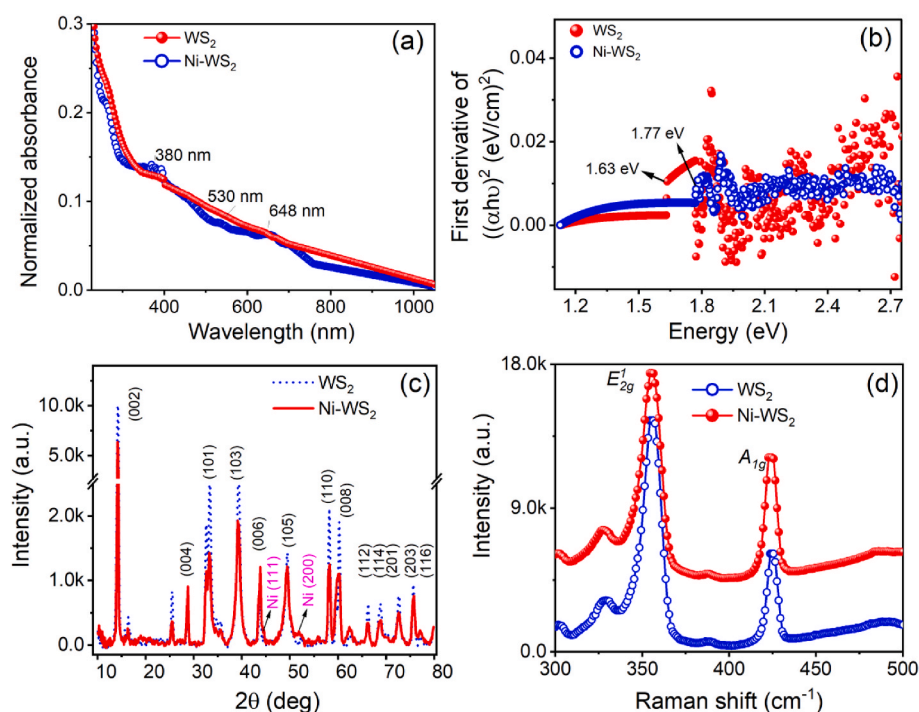 (a)
WS₂
Ni-WS₂
380 nm
530 nm
648 nm
0.3
0.2
0.1
0.0
400
600
800
1000
Normalized absorbance
Wavelength (nm)
(b)
WS₂
Ni-WS₂
1.77 eV
1.63 eV
0.04
0.02
0.00
1.2
1.5
1.8
2.1
2.4
2.7
First derivative of
((αhυ)² (eV/cm)²
Energy (eV)
(c)
WS₂
Ni-WS₂
(002)
(004)
(101)
(103)
(006)
Ni (111)
(105)
Ni (200)
(110)
(008)
(112)
(114)
(201)
(203)
(116)
10.0k
5.0k
2.0k
1.0k
0.0
10
20
30
40
50
60
70
80
Intensity (a.u.)
2θ (deg)
(d)
WS₂
Ni-WS₂
E¹₂g
A₁g
18.0k
9.0k
0.0
300
350
400
450
500
Intensity (a.u.)
Raman shift (cm⁻¹)